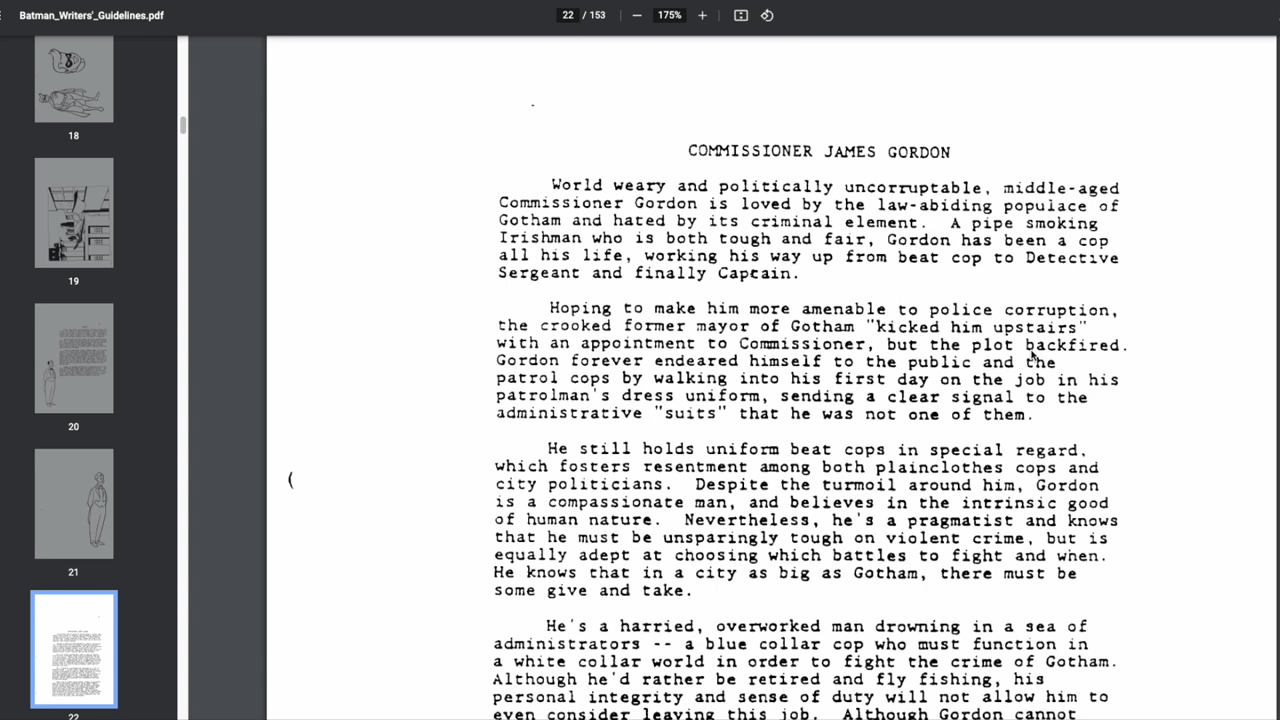 Batman_Writers'_Guidelines.pdf
22 / 153
175%
18
19
20
21
22
COMMISSIONER JAMES GORDON
World weary and politically uncorruptable, middle-aged
Commissioner Gordon is loved by the law-abiding populace of
Gotham and hated by its criminal element. A pipe smoking
Irishman who is both tough and fair, Gordon has been a cop
all his life, working his way up from beat cop to Detective
Sergeant and finally Captain.
Hoping to make him more amenable to police corruption,
the crooked former mayor of Gotham "kicked him upstairs"
with an appointment to Commissioner, but the plot backfired.
Gordon forever endeared himself to the public and the
patrol cops by walking into his first day on the job in his
patrolman's dress uniform, sending a clear signal to the
administrative "suits" that he was not one of them.
He still holds uniform beat cops in special regard,
which fosters resentment among both plainclothes cops and
city politicians. Despite the turmoil around him, Gordon
is a compassionate man, and believes in the intrinsic good
of human nature. Nevertheless, he's a pragmatist and knows
that he must be unsparingly tough on violent crime, but is
equally adept at choosing which battles to fight and when.
He knows that in a city as big as Gotham, there must be
some give and take.
He's a harried, overworked man drowning in a sea of
administrators -- a blue collar cop who must function in
a white collar world in order to fight the crime of Gotham.
Although he'd rather be retired and fly fishing, his
personal integrity and sense of duty will not allow him to
even consider leaving this job. Although Gordon cannot